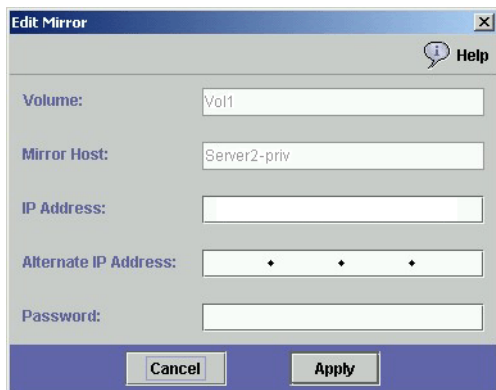 Edit Mirror
Help
Volume: Vol1
Mirror Host: Server2-priv
IP Address:
Alternate IP Address: . . .
Password:
Cancel Apply